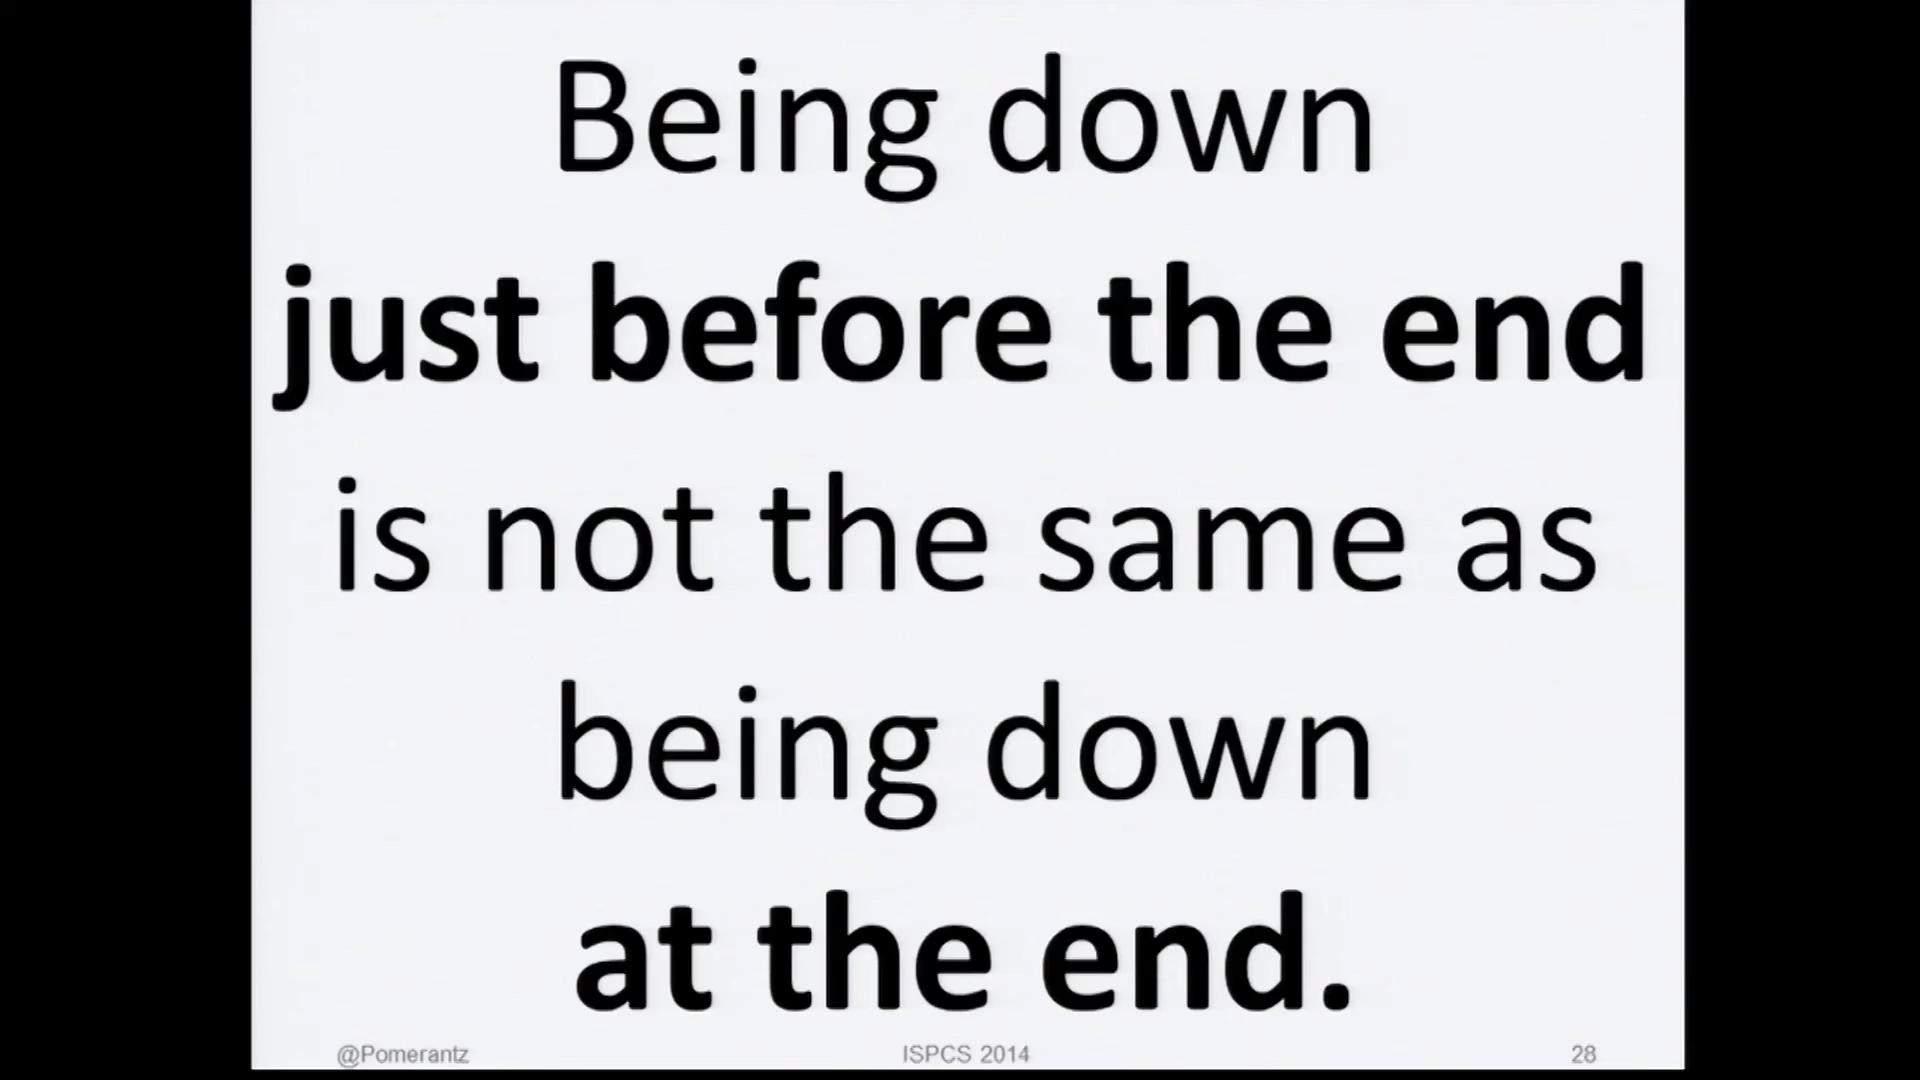 Being down
just before the end
is not the same as
being down
at the end.
@Pomerantz ISPCS 2014 28